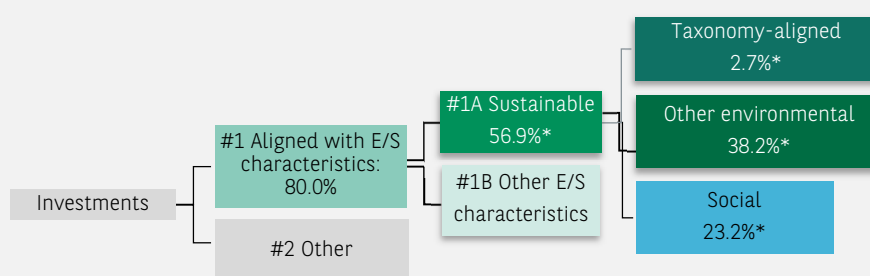 Investments
#1 Aligned with E/S
characteristics:
80.0%
#2 Other
#1A Sustainable
56.9%*
#1B Other E/S
characteristics
Taxonomy-aligned
2.7%*
Other environmental
38.2%*
Social
23.2%*